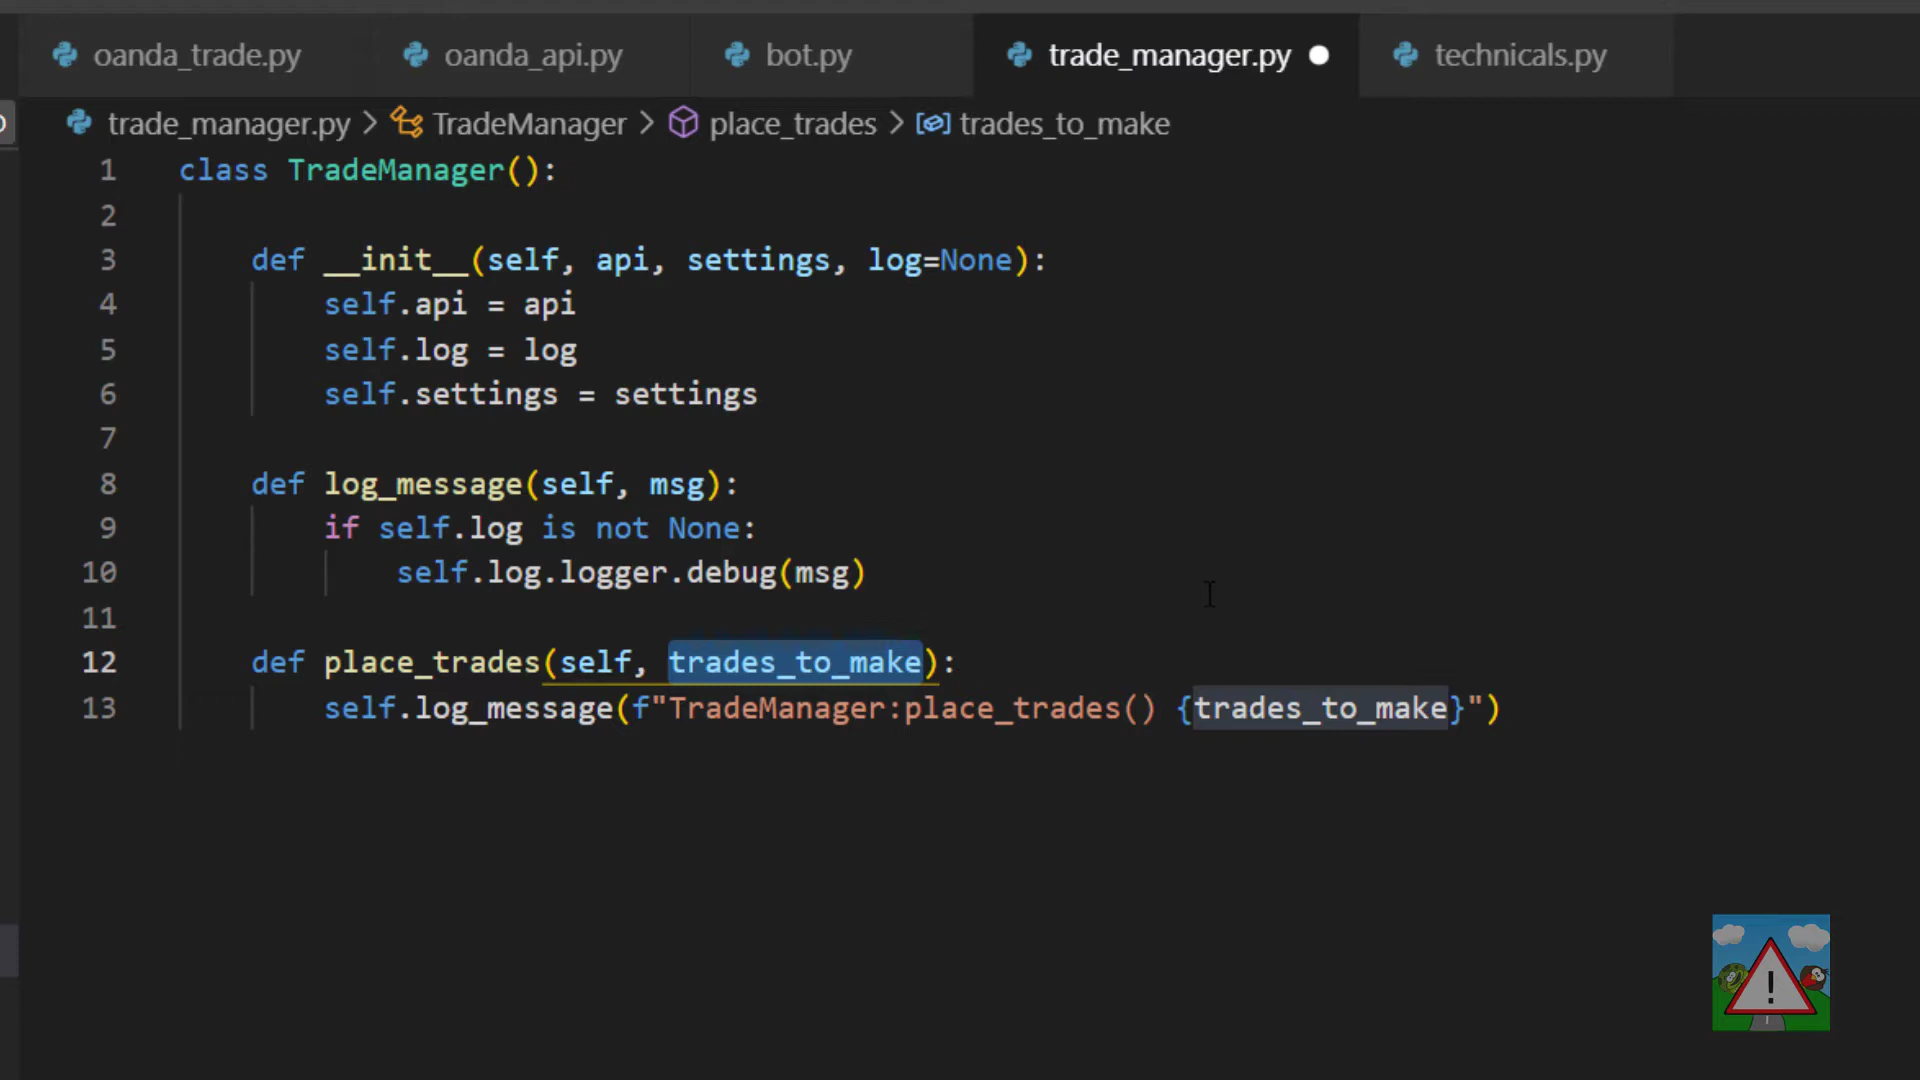 oanda_trade.py oanda_api.py bot.py trade_manager.py technicals.py
trade_manager.py > TradeManager > place_trades > trades_to_make
1 class TradeManager():
2
3 def __init__(self, api, settings, log=None):
4 self.api = api
5 self.log = log
6 self.settings = settings
7
8 def log_message(self, msg):
9 if self.log is not None:
10 self.log.logger.debug(msg)
11
12 def place_trades(self, trades_to_make):
13 self.log_message(f"TradeManager:place_trades() {trades_to_make}")
!